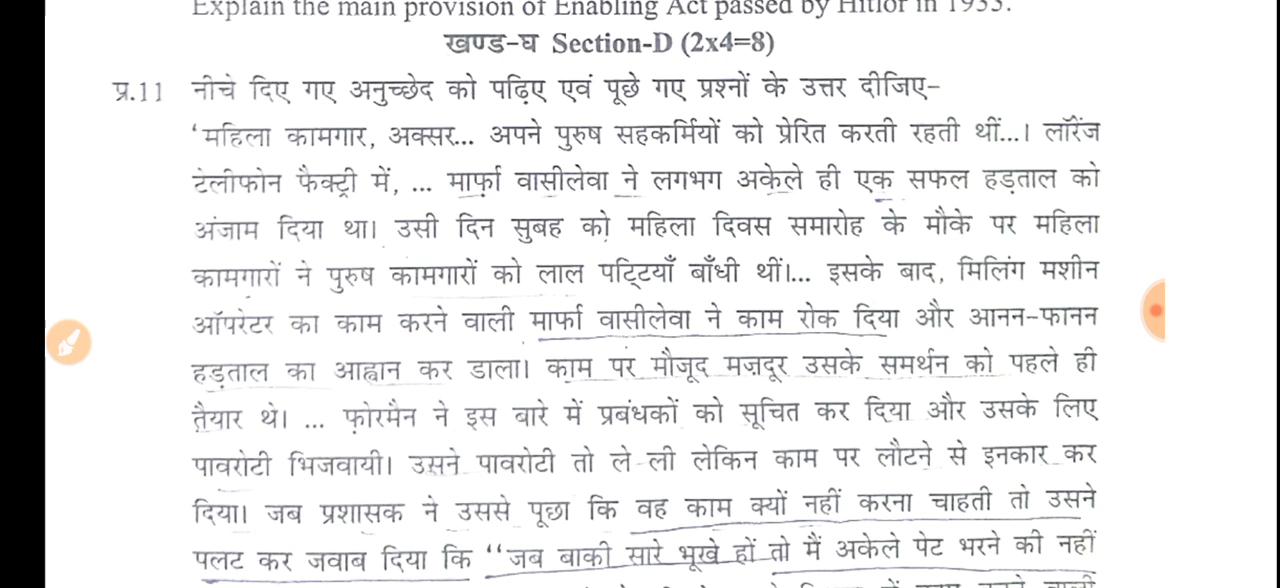 Explain the main provision of Enabling Act passed by Hitlor in 1933.
खण्ड-घ Section-D (2x4=8)
प्र.11 नीचे दिए गए अनुच्छेद को पढ़िए एवं पूछे गए प्रश्नों के उत्तर दीजिए-
'महिला कामगार, अक्सर... अपने पुरुष सहकर्मियों को प्रेरित करती रहती थीं...। लॉरेंज
टेलीफोन फैक्ट्री में, ... मार्फा वासीलेवा ने लगभग अकेले ही एक सफल हड़ताल को
अंजाम दिया था। उसी दिन सुबह को महिला दिवस समारोह के मौके पर महिला
कामगारों ने पुरुष कामगारों को लाल पट्टियाँ बाँधी थीं।... इसके बाद, मिलिंग मशीन
ऑपरेटर का काम करने वाली मार्फा वासीलेवा ने काम रोक दिया और आनन-फानन
हड़ताल का आह्वान कर डाला। काम पर मौजूद मज़दूर उसके समर्थन को पहले ही
तैयार थे। ... फ़ोरमैन ने इस बारे में प्रबंधकों को सूचित कर दिया और उसके लिए
पावरोटी भिजवायी। उसने पावरोटी तो ले ली लेकिन काम पर लौटने से इनकार कर
दिया। जब प्रशासक ने उससे पूछा कि वह काम क्यों नहीं करना चाहती तो उसने
पलट कर जवाब दिया कि "जब बाकी सारे भूखे हों तो मैं अकेले पेट भरने की नहीं